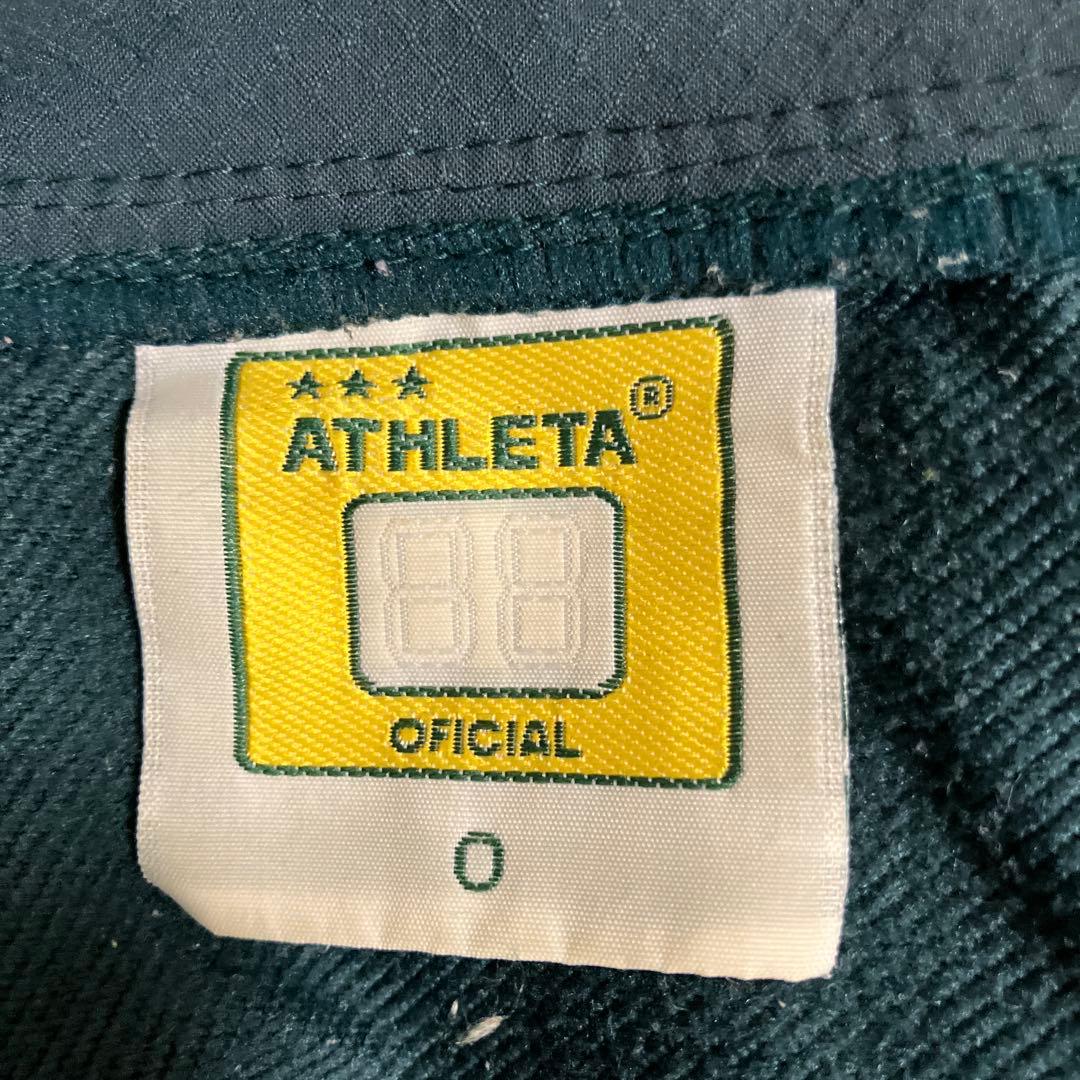 ★★★
ATHLETA®
88
OFICIAL
O